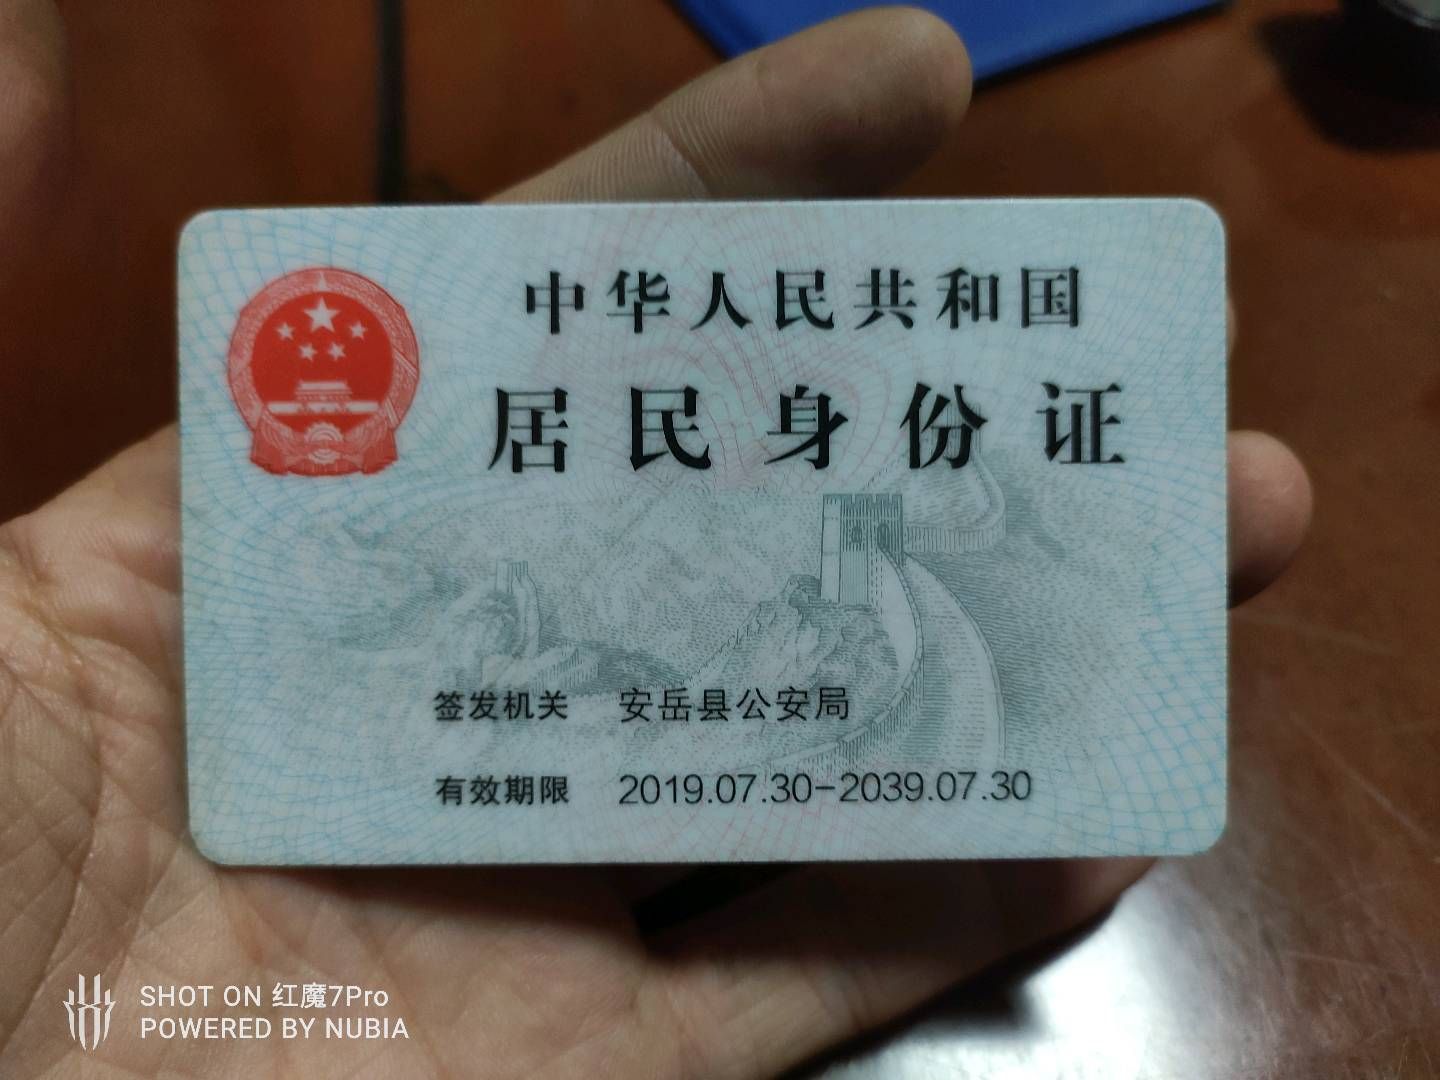 中华人民共和国
居民身份证
签发机关 安岳县公安局
有效期限 2019.07.30-2039.07.30
SHOT ON 红魔7Pro
POWERED BY NUBIA